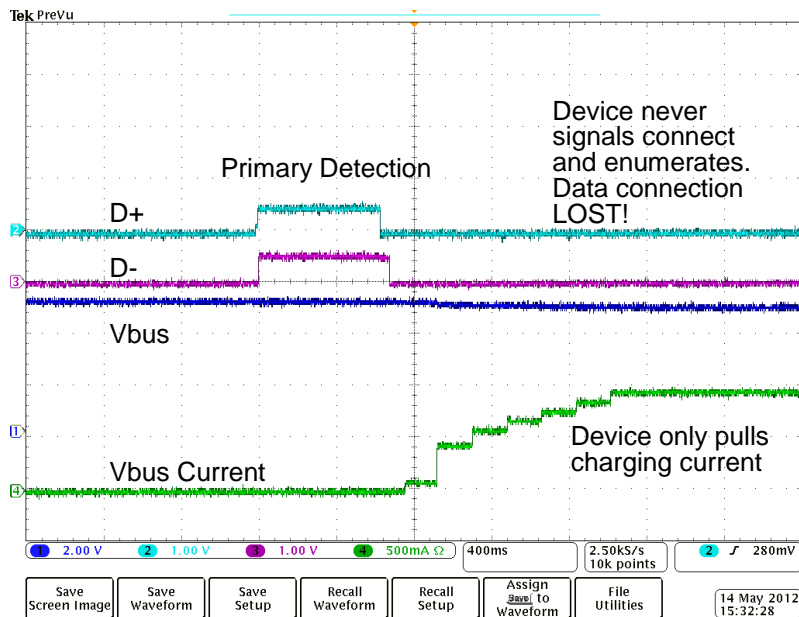 Tek PreVu
Device never
signals connect
and enumerates.
Data connection
LOST!
Primary Detection
D+
2
D-
3
Vbus
1
Device only pulls
charging current
Vbus Current
4
1 2.00 V 2 1.00 V 3 1.00 V 4 500mA Ω 400ms 2.50kS/s 2 280mV
10k points
Save Screen Image
Save Waveform
Save Setup
Recall Waveform
Recall Setup
Assign Save to Waveform
File Utilities
14 May 2012
15:32:28